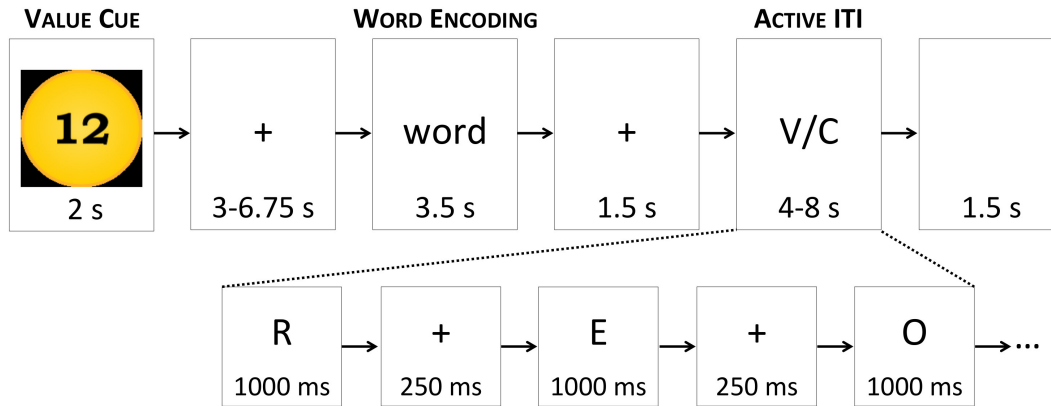 VALUE CUE WORD ENCODING ACTIVE ITI
12 + word + V/C
2 s 3-6.75 s 3.5 s 1.5 s 4-8 s 1.5 s
R + E + O ...
1000 ms 250 ms 1000 ms 250 ms 1000 ms